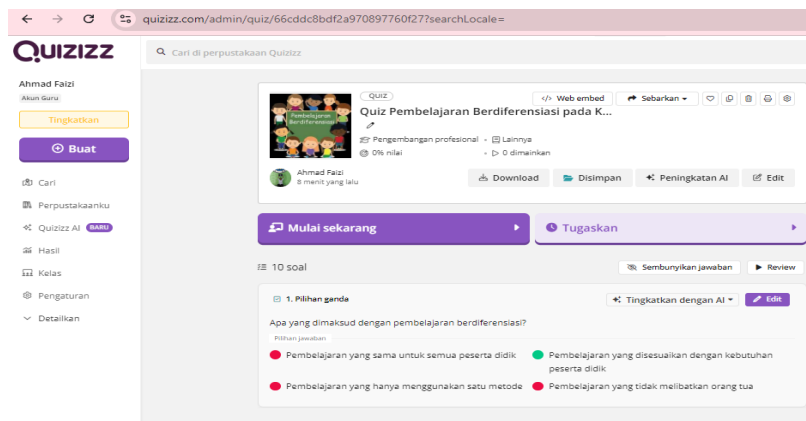 quizizz.com/admin/quiz/66cddc8bdf2a970897760f27?searchLocale=
QUIZIZZ
Cari di perpustakaan Quizizz
Ahmad Faizi
Akun Guru
Tingkatkan
Buat
Cari
Perpustakaanku
Quizizz AI BARU
Hasil
Kelas
Pengaturan
Detailkan
Pembelajaran
Berdiferensiasi
QUIZ
</> Web embed
Sebarkan
Quiz Pembelajaran Berdiferensiasi pada K...
Pengembangan profesional • Lainnya
0% nilai • 0 dimainkan
Ahmad Faizi
8 menit yang lalu
Download
Disimpan
Peningkatan AI
Edit
Mulai sekarang
Tugaskan
10 soal
Sembunyikan jawaban
Review
1. Pilihan ganda
Tingkatkan dengan AI
Edit
Apa yang dimaksud dengan pembelajaran berdiferensiasi?
Pilihan jawaban
Pembelajaran yang sama untuk semua peserta didik
Pembelajaran yang disesuaikan dengan kebutuhan
peserta didik
Pembelajaran yang hanya menggunakan satu metode
Pembelajaran yang tidak melibatkan orang tua